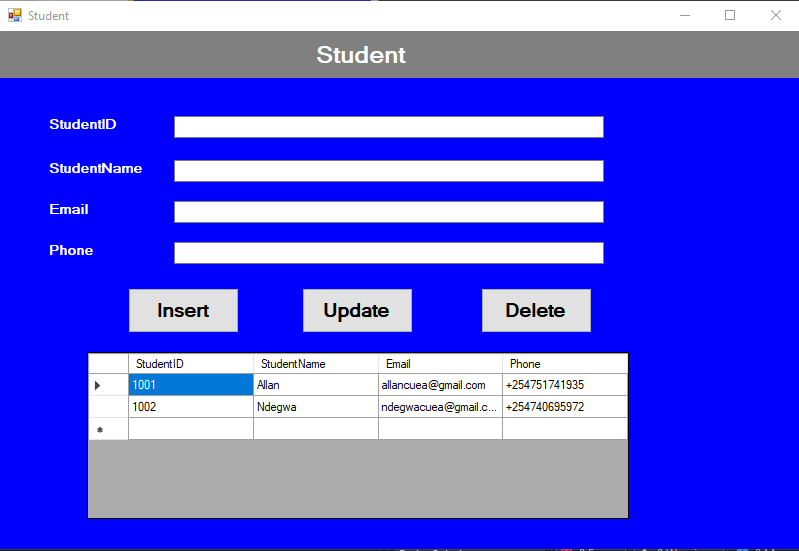 Student
Student
StudentID
StudentName
Email
Phone
Insert Update Delete
StudentID StudentName Email Phone
1001 Allan allancuea@gmail.com +254751741935
1002 Ndegwa ndegwacuea@gmail.c... +254740695972